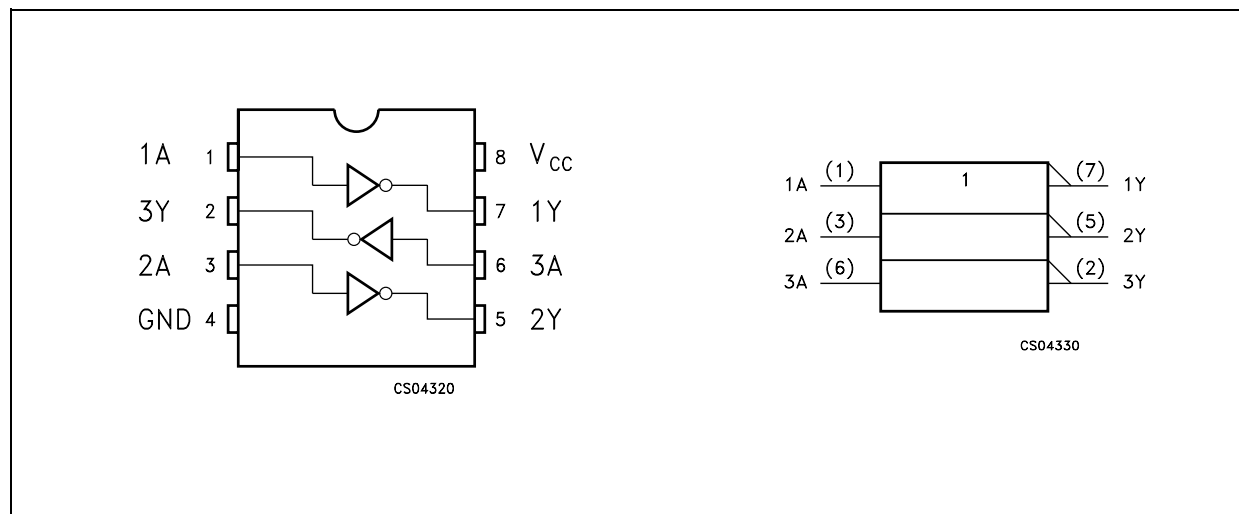 1A 1 8 VCC
3Y 2 7 1Y
2A 3 6 3A
GND 4 5 2Y
CS04320
1A (1) 1 (7) 1Y
2A (3) (5) 2Y
3A (6) (2) 3Y
CS04330